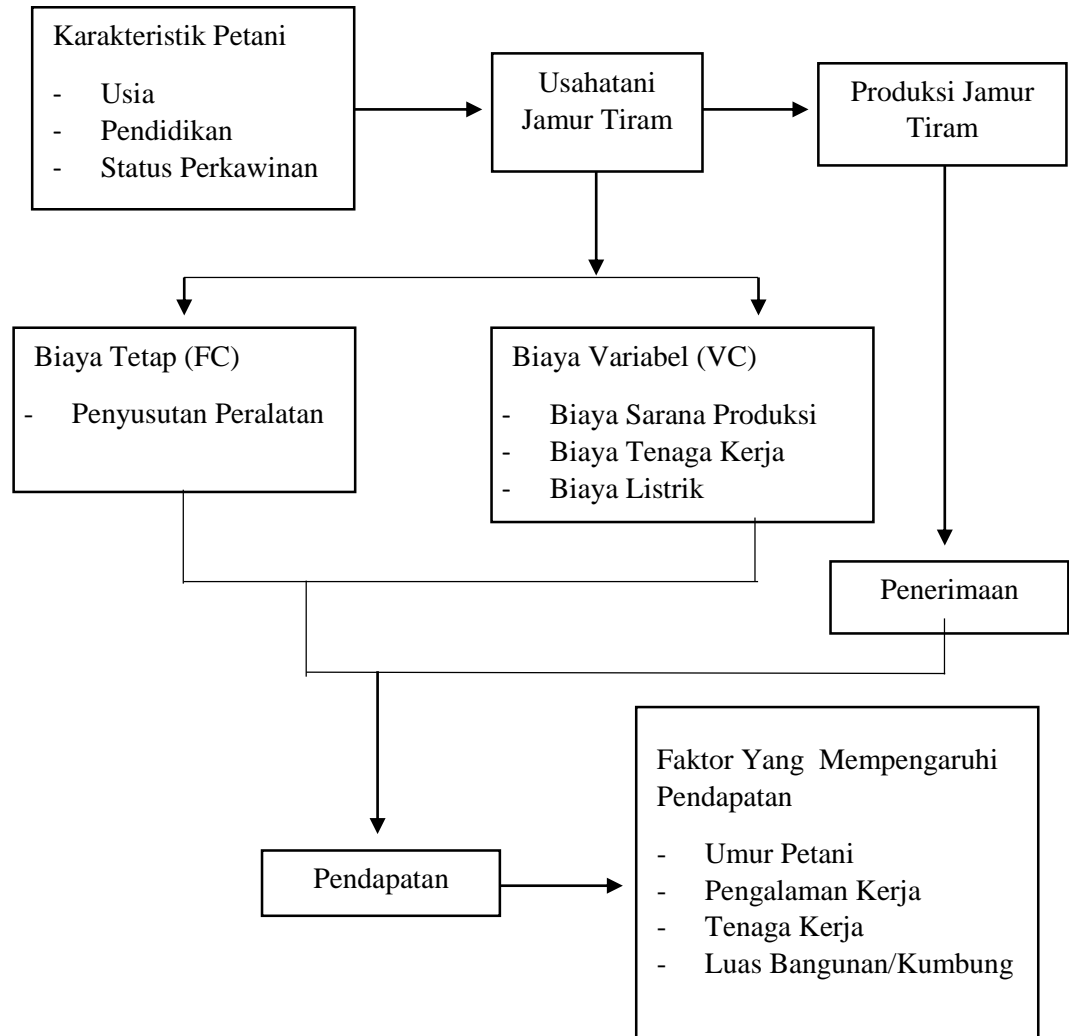 Karakteristik Petani
- Usia
- Pendidikan
- Status Perkawinan
Usahatani
Jamur Tiram
Produksi Jamur
Tiram
Biaya Tetap (FC)
- Penyusutan Peralatan
Biaya Variabel (VC)
- Biaya Sarana Produksi
- Biaya Tenaga Kerja
- Biaya Listrik
Penerimaan
Pendapatan
Faktor Yang Mempengaruhi
Pendapatan
- Umur Petani
- Pengalaman Kerja
- Tenaga Kerja
- Luas Bangunan/Kumbung